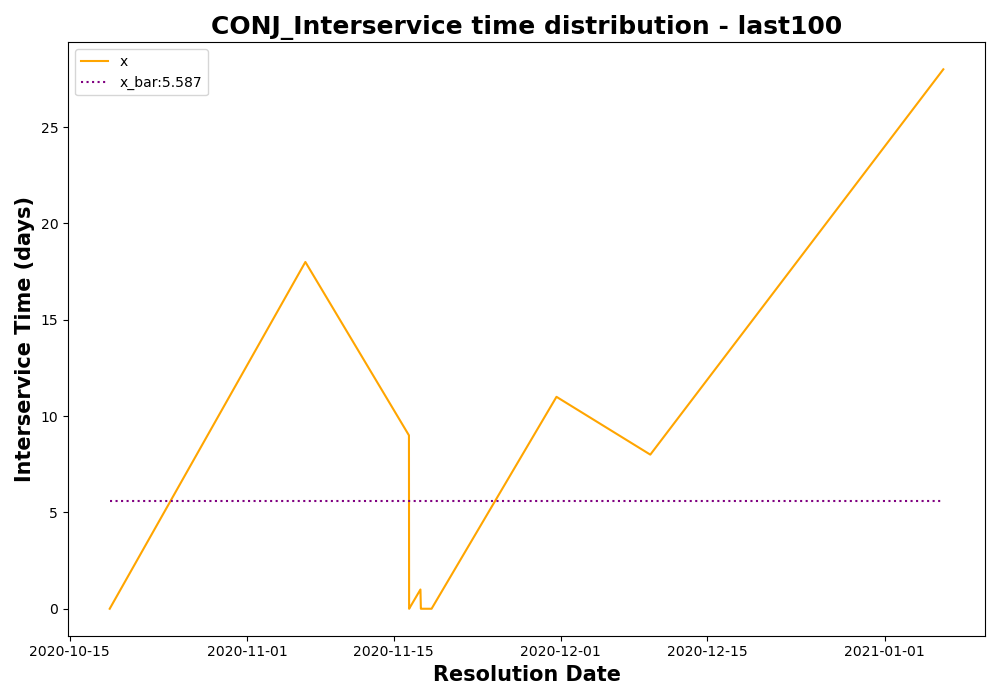 CONJ_Interservice time distribution - last100
x
x_bar:5.587
Interservice Time (days)
25
20
15
10
5
0
2020-10-15
2020-11-01
2020-11-15
2020-12-01
2020-12-15
2021-01-01
Resolution Date